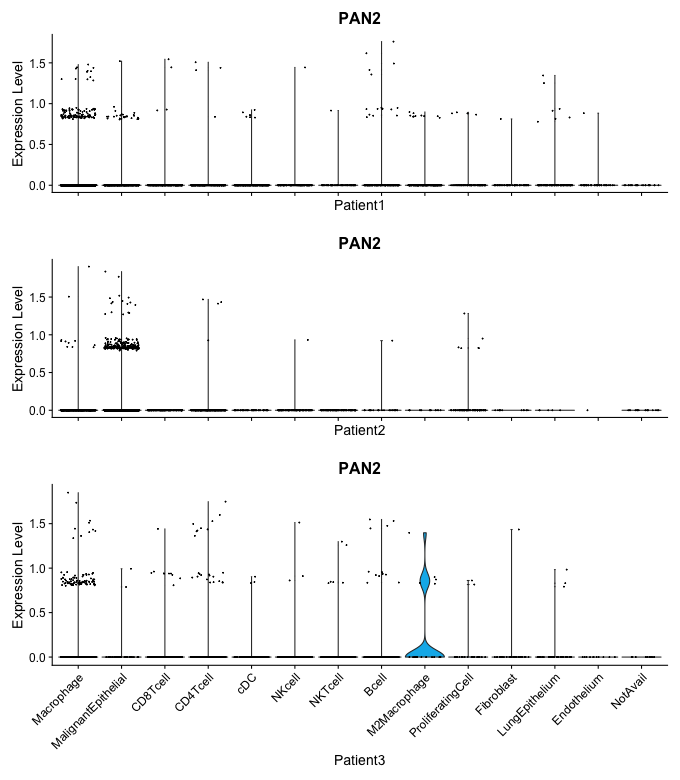 PAN2
Expression Level
1.5
1.0
0.5
0.0
Patient1
PAN2
Expression Level
1.5
1.0
0.5
0.0
Patient2
PAN2
Expression Level
1.5
1.0
0.5
0.0
Macrophage
MalignantEpithelial
CD8Tcell
CD4Tcell
cDC
NKcell
NKTcell
Bcell
M2Macrophage
ProliferatingCell
Fibroblast
LungEpithelium
Endothelium
NotAvail
Patient3